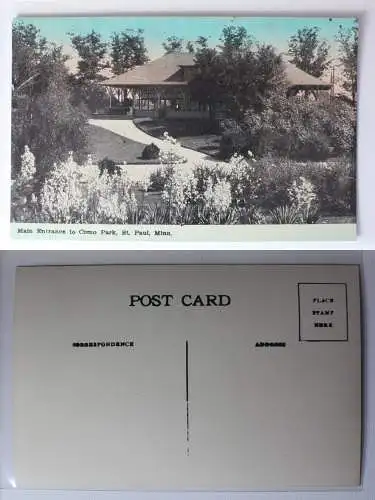 Main Entrance to Como Park, St. Paul, Minn.
POST CARD
PLACE
STAMP
HERE
CORRESPONDENCE
ADDRESS